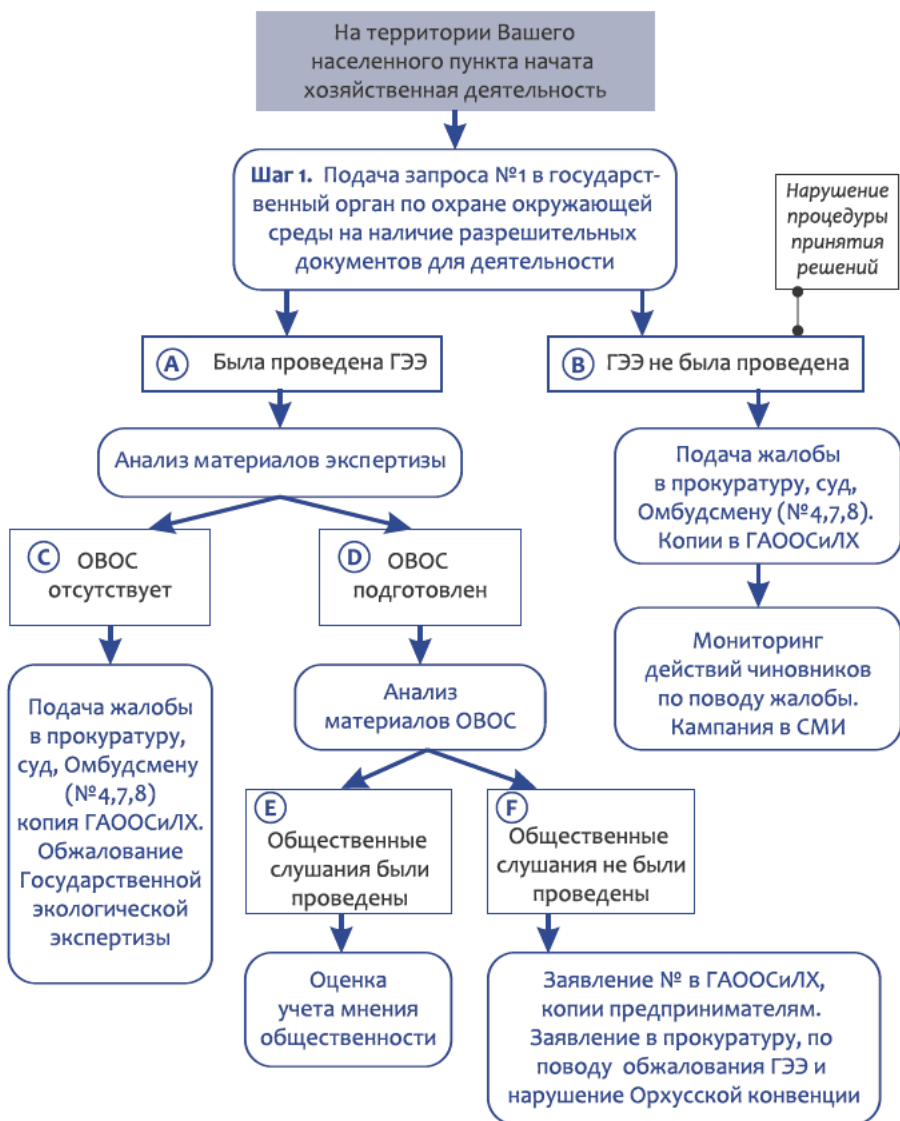 На территории Вашего
населенного пункта начата
хозяйственная деятельность
Шаг 1. Подача запроса №1 в государст-
венный орган по охране окружающей
среды на наличие разрешительных
документов для деятельности
Нарушение
процедуры
принятия
решений
A Была проведена ГЭЭ
B ГЭЭ не была проведена
Анализ материалов экспертизы
Подача жалобы
в прокуратуру, суд,
Омбудсмену (№4,7,8).
Копии в ГАООСиЛХ
C ОВОС
отсутствует
D ОВОС
подготовлен
Мониторинг
действий чиновников
по поводу жалобы.
Кампания в СМИ
Подача жалобы
в прокуратуру,
суд, Омбудсмену
(№4,7,8)
копия ГАООСиЛХ.
Обжалование
Государственной
экологической
экспертизы
Анализ
материалов ОВОС
E
Общественные
слушания были
проведены
F
Общественные
слушания не были
проведены
Оценка
учета мнения
общественности
Заявление № в ГАООСиЛХ,
копии предпринимателям.
Заявление в прокуратуру, по
поводу обжалования ГЭЭ и
нарушение Орхусской конвенции